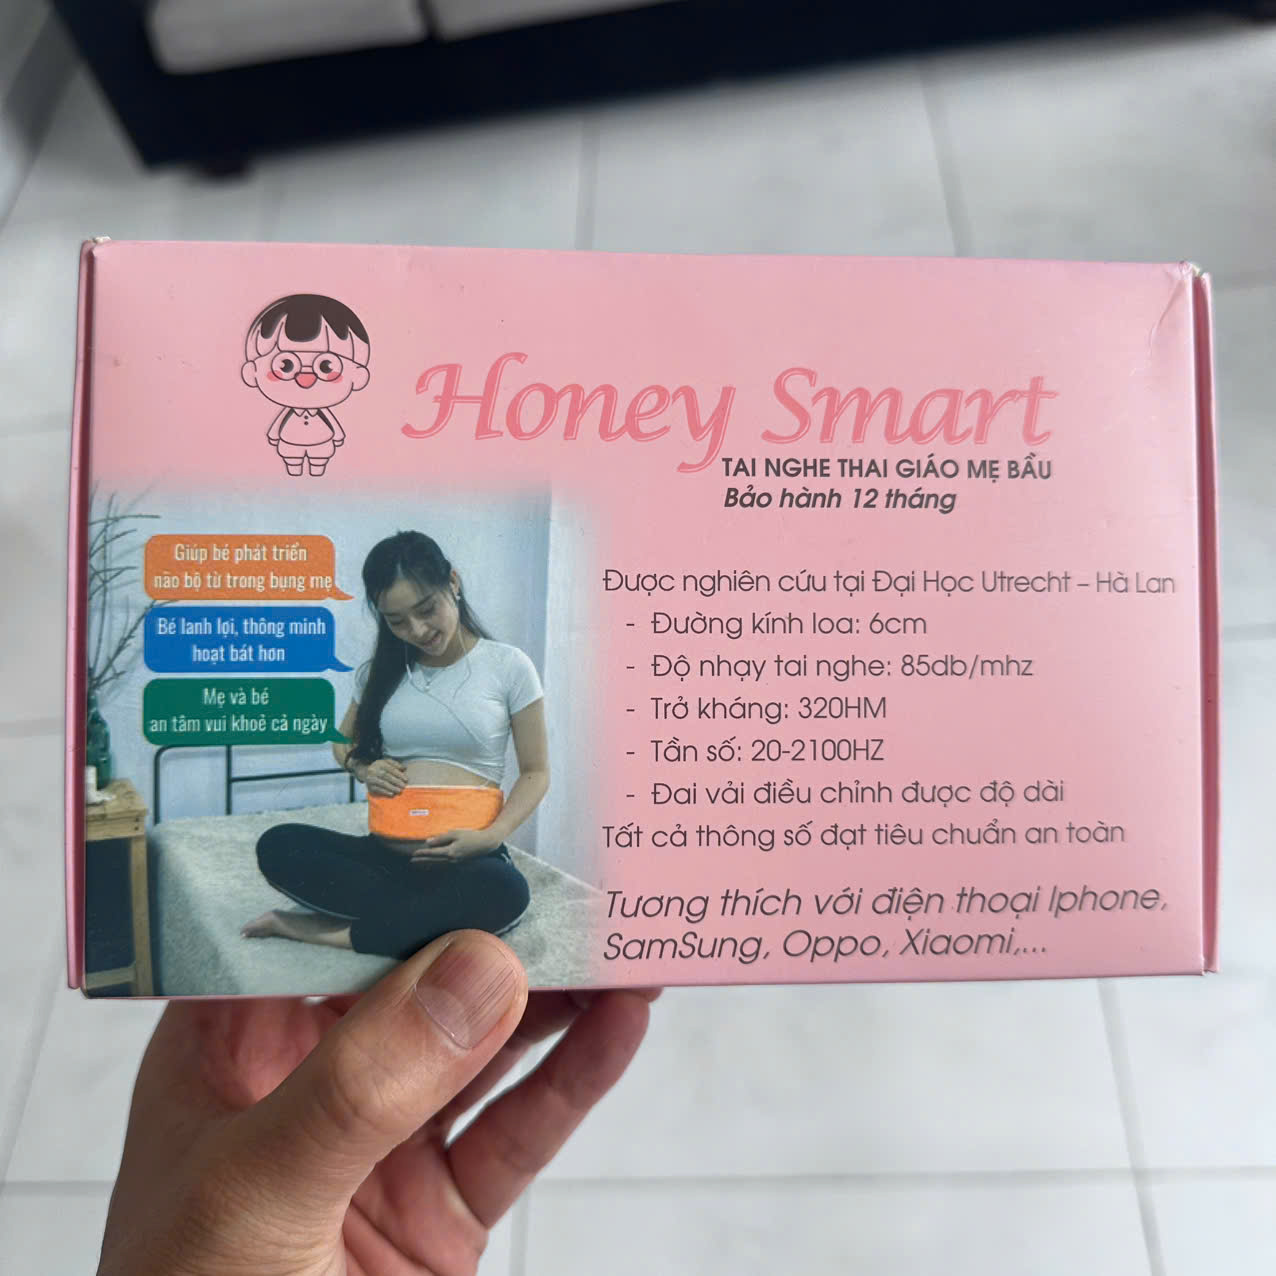 Honey Smart
TAI NGHE THAI GIÁO MẸ BẦU
Bảo hành 12 tháng
Giúp bé phát triển
não bộ từ trong bụng mẹ
Bé lanh lợi, thông minh
hoạt bát hơn
Mẹ và bé
an tâm vui khoẻ cả ngày
Được nghiên cứu tại Đại Học Utrecht – Hà Lan
- Đường kính loa: 6cm
- Độ nhạy tai nghe: 85db/mhz
- Trở kháng: 320HM
- Tần số: 20-2100HZ
- Đai vải điều chỉnh được độ dài
Tất cả thông số đạt tiêu chuẩn an toàn
Tương thích với điện thoại Iphone,
SamSung, Oppo, Xiaomi,...